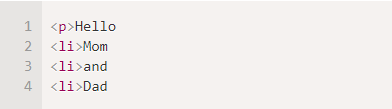 1 <p>Hello
2 <li>Mom
3 <li>and
4 <li>Dad